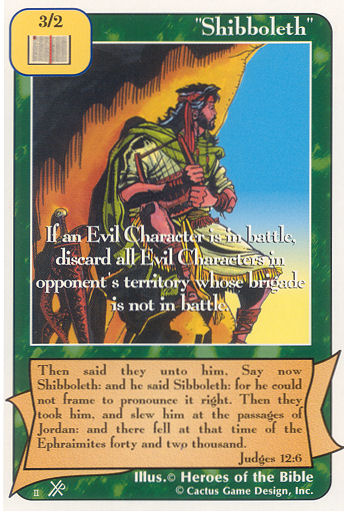 3/2
"Shibboleth"
If an Evil Character is in battle,
discard all Evil Characters in
opponent's territory whose brigade
is not in battle.
Then said they unto him, Say now
Shibboleth: and he said Sibboleth: for he could
not frame to pronounce it right. Then they
took him, and slew him at the passages of
Jordan: and there fell at that time of the
Ephraimites forty and two thousand.
Judges 12:6
II
Illus.© Heroes of the Bible
© Cactus Game Design, Inc.